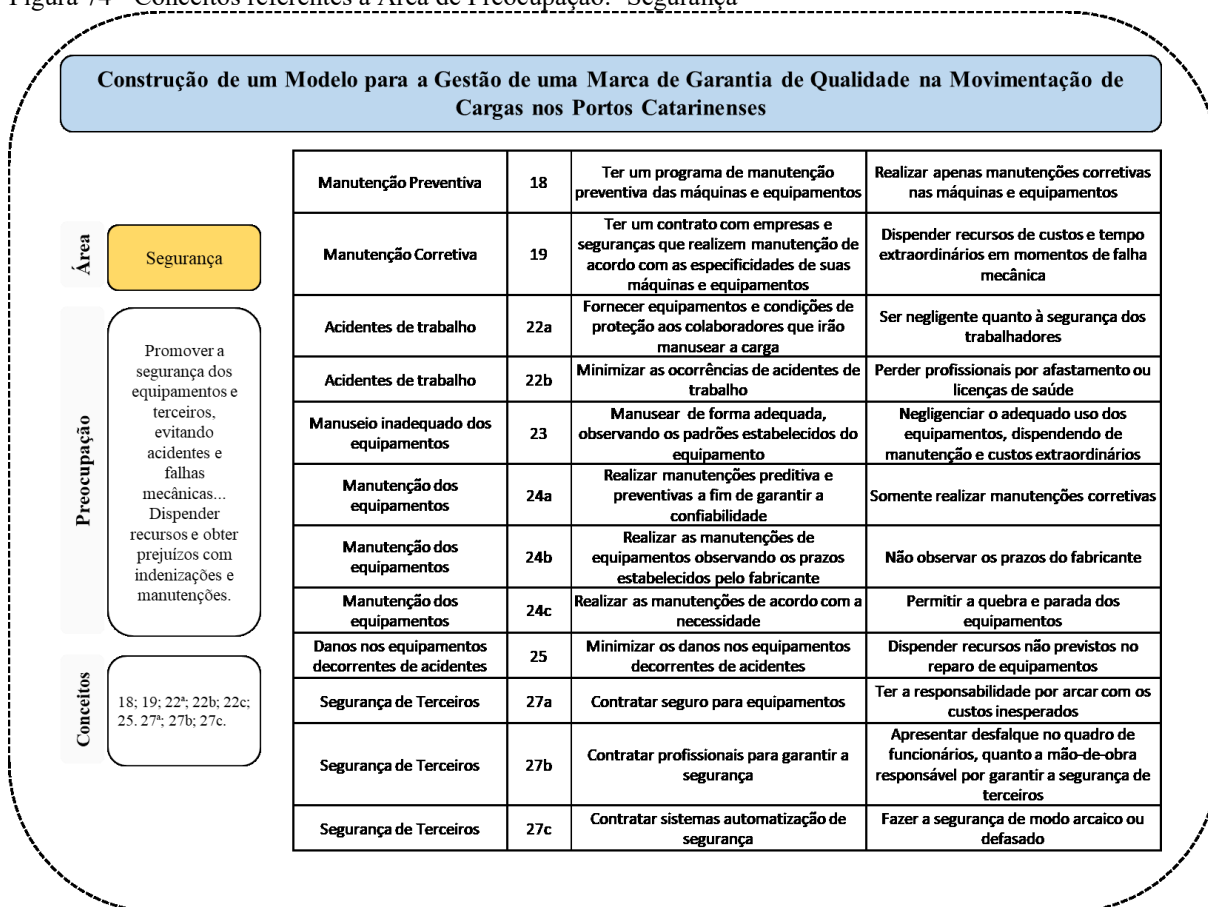 Figura 74 - Conceitos referentes à Área de Preocupação: "Segurança"
Construção de um Modelo para a Gestão de uma Marca de Garantia de Qualidade na Movimentação de
Cargas nos Portos Catarinenses
Área
Segurança
Preocupação
Promover a
segurança dos
equipamentos e
terceiros,
evitando
acidentes e
falhas
mecânicas...
Dispender
recursos e obter
prejuízos com
indenizações e
manutenções.
Conceitos
18; 19; 22ª; 22b; 22c;
25. 27ª; 27b; 27c.
Manutenção Preventiva
18
Ter um programa de manutenção
preventiva das máquinas e equipamentos
Realizar apenas manutenções corretivas
nas máquinas e equipamentos
Manutenção Corretiva
19
Ter um contrato com empresas e
seguranças que realizem manutenção de
acordo com as especificidades de suas
máquinas e equipamentos
Dispender recursos de custos e tempo
extraordinários em momentos de falha
mecânica
Acidentes de trabalho
22a
Fornecer equipamentos e condições de
proteção aos colaboradores que irão
manusear a carga
Ser negligente quanto à segurança dos
trabalhadores
Acidentes de trabalho
22b
Minimizar as ocorrências de acidentes de
trabalho
Perder profissionais por afastamento ou
licenças de saúde
Manuseio inadequado dos
equipamentos
23
Manusear de forma adequada,
observando os padrões estabelecidos do
equipamento
Negligenciar o adequado uso dos
equipamentos, dispendendo de
manutenção e custos extraordinários
Manutenção dos
equipamentos
24a
Realizar manutenções preditiva e
preventivas a fim de garantir a
confiabilidade
Somente realizar manutenções corretivas
Manutenção dos
equipamentos
24b
Realizar as manutenções de
equipamentos observando os prazos
estabelecidos pelo fabricante
Não observar os prazos do fabricante
Manutenção dos
equipamentos
24c
Realizar as manutenções de acordo com a
necessidade
Permitir a quebra e parada dos
equipamentos
Danos nos equipamentos
decorrentes de acidentes
25
Minimizar os danos nos equipamentos
decorrentes de acidentes
Dispender recursos não previstos no
reparo de equipamentos
Segurança de Terceiros
27a
Contratar seguro para equipamentos
Ter a responsabilidade por arcar com os
custos inesperados
Segurança de Terceiros
27b
Contratar profissionais para garantir a
segurança
Apresentar desfalque no quadro de
funcionários, quanto a mão-de-obra
responsável por garantir a segurança de
terceiros
Segurança de Terceiros
27c
Contratar sistemas automatização de
segurança
Fazer a segurança de modo arcaico ou
defasado